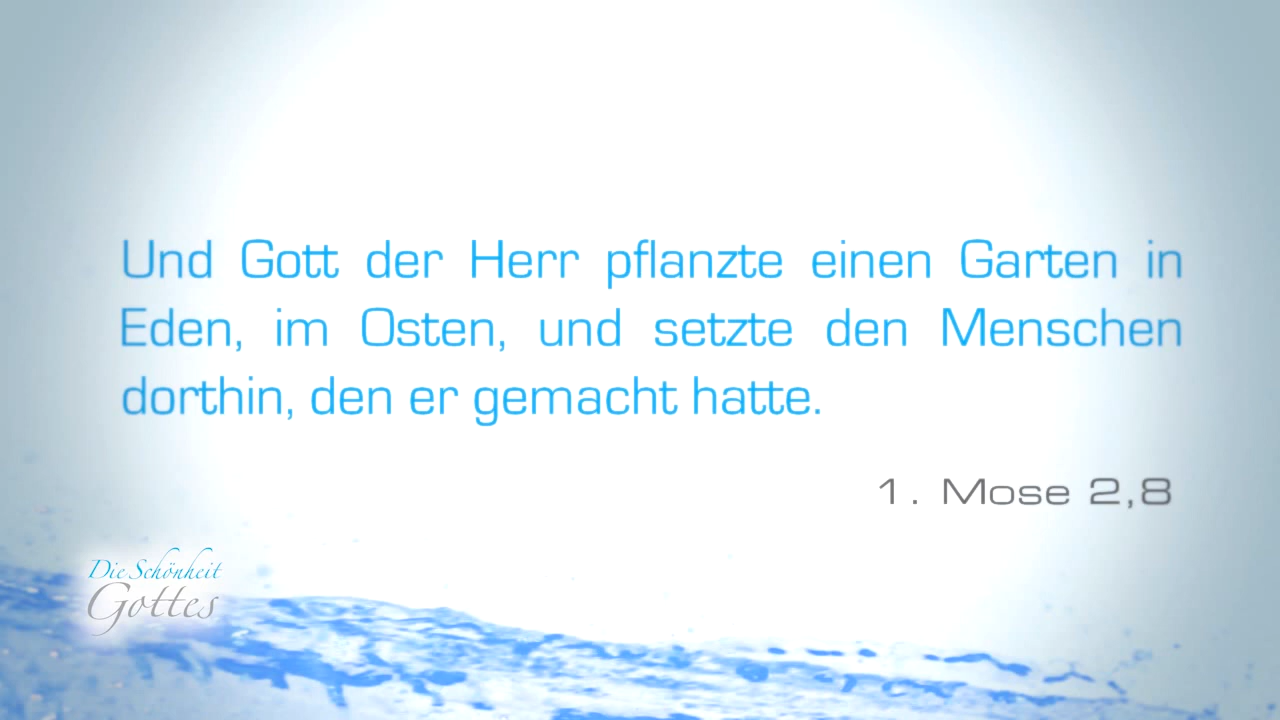 Und Gott der Herr pflanzte einen Garten in
Eden, im Osten, und setzte den Menschen
dorthin, den er gemacht hatte.
1. Mose 2,8
Die Schönheit
Gottes